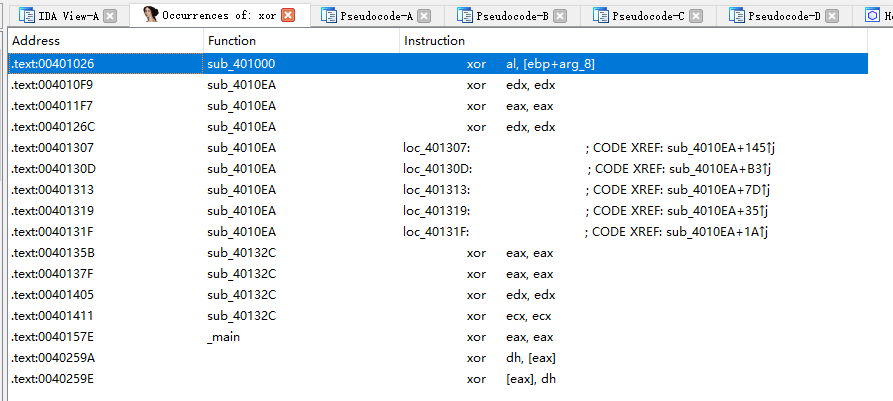 IDA View-A Occurrences of: xor Pseudocode-A Pseudocode-B Pseudocode-C Pseudocode-D
Address Function Instruction
.text:00401026 sub_401000 xor al, [ebp+arg_8]
.text:004010F9 sub_4010EA xor edx, edx
.text:004011F7 sub_4010EA xor eax, eax
.text:0040126C sub_4010EA xor edx, edx
.text:00401307 sub_4010EA loc_401307: ; CODE XREF: sub_4010EA+145↑j
.text:0040130D sub_4010EA loc_40130D: ; CODE XREF: sub_4010EA+B3↑j
.text:00401313 sub_4010EA loc_401313: ; CODE XREF: sub_4010EA+7D↑j
.text:00401319 sub_4010EA loc_401319: ; CODE XREF: sub_4010EA+35↑j
.text:0040131F sub_4010EA loc_40131F: ; CODE XREF: sub_4010EA+1A↑j
.text:0040135B sub_40132C xor eax, eax
.text:0040137F sub_40132C xor eax, eax
.text:00401405 sub_40132C xor edx, edx
.text:00401411 sub_40132C xor ecx, ecx
.text:0040157E _main xor eax, eax
.text:0040259A xor dh, [eax]
.text:0040259E xor [eax], dh